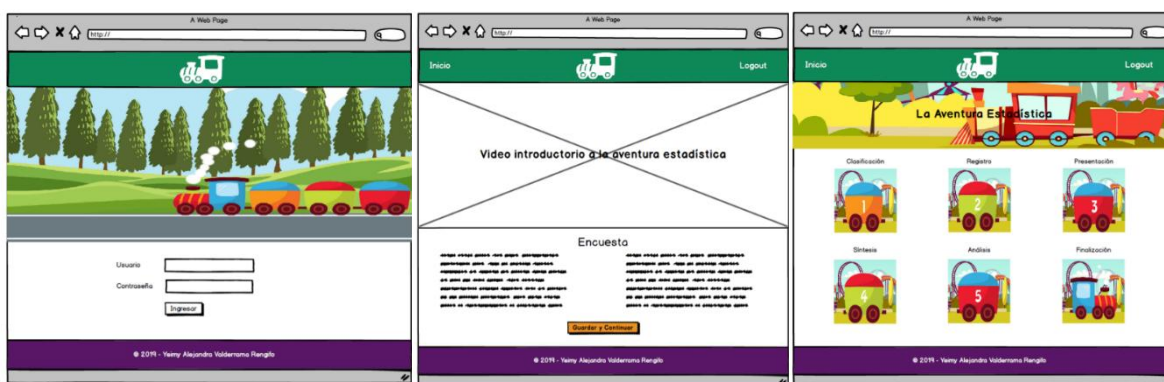 A Web Page
http://
Usuario
Contraseña
Ingresar
© 2019 - Yeimy Alejandra Valderrama Rengifo
A Web Page
http://
Inicio
Logout
Video introductorio a la aventura estadística
Encuesta
Guardar y Continuar
© 2019 - Yeimy Alejandra Valderrama Rengifo
A Web Page
http://
Inicio
Logout
La Aventura Estadística
Clasificación
Registro
Presentación
1
2
3
Síntesis
Análisis
Finalización
4
5
© 2019 - Yeimy Alejandra Valderrama Rengifo